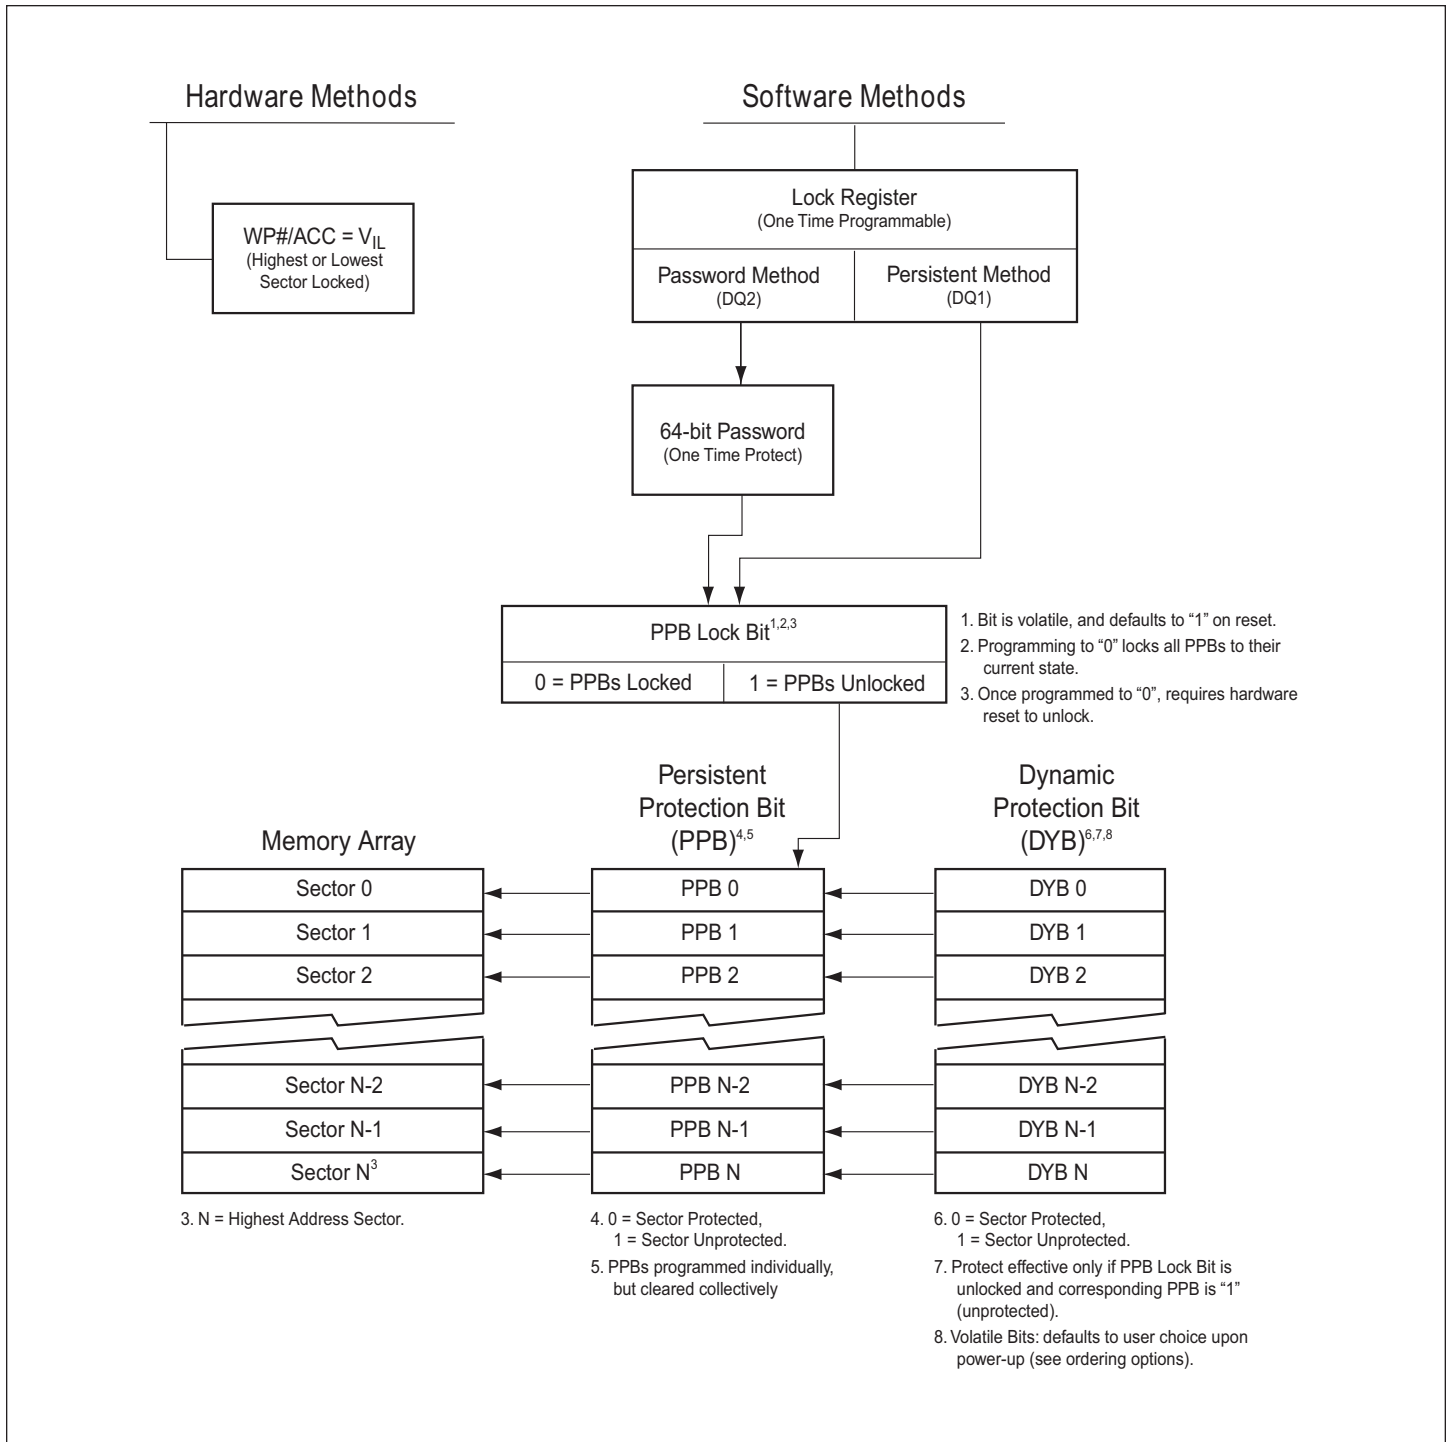 Hardware Methods
Software Methods
WP#/ACC = VIL
(Highest or Lowest
Sector Locked)
Lock Register
(One Time Programmable)
Password Method
(DQ2)
Persistent Method
(DQ1)
64-bit Password
(One Time Protect)
PPB Lock Bit1,2,3
0 = PPBs Locked
1 = PPBs Unlocked
1. Bit is volatile, and defaults to “1” on reset.
2. Programming to “0” locks all PPBs to their
current state.
3. Once programmed to “0”, requires hardware
reset to unlock.
Memory Array
Persistent
Protection Bit
(PPB)4,5
Dynamic
Protection Bit
(DYB)6,7,8
Sector 0
PPB 0
DYB 0
Sector 1
PPB 1
DYB 1
Sector 2
PPB 2
DYB 2
Sector N-2
PPB N-2
DYB N-2
Sector N-1
PPB N-1
DYB N-1
Sector N3
PPB N
DYB N
3. N = Highest Address Sector.
4. 0 = Sector Protected,
1 = Sector Unprotected.
5. PPBs programmed individually,
but cleared collectively
6. 0 = Sector Protected,
1 = Sector Unprotected.
7. Protect effective only if PPB Lock Bit is
unlocked and corresponding PPB is “1”
(unprotected).
8. Volatile Bits: defaults to user choice upon
power-up (see ordering options).